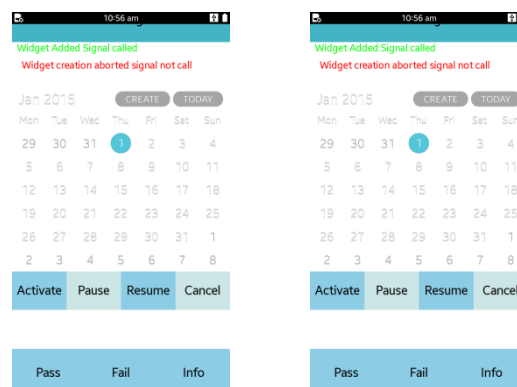 10:56 am
Widget Added Signal called
Widget creation aborted signal not call
Jan 2015 CREATE TODAY
Mon Tue Wed Thu Fri Sat Sun
29 30 31 1 2 3 4
5 6 7 8 9 10 11
12 13 14 15 16 17 18
19 20 21 22 23 24 25
26 27 28 29 30 31 1
2 3 4 5 6 7 8
Activate Pause Resume Cancel
Pass Fail Info
10:56 am
Widget Added Signal called
Widget creation aborted signal not call
Jan 2015 CREATE TODAY
Mon Tue Wed Thu Fri Sat Sun
29 30 31 1 2 3 4
5 6 7 8 9 10 11
12 13 14 15 16 17 18
19 20 21 22 23 24 25
26 27 28 29 30 31 1
2 3 4 5 6 7 8
Activate Pause Resume Cancel
Pass Fail Info